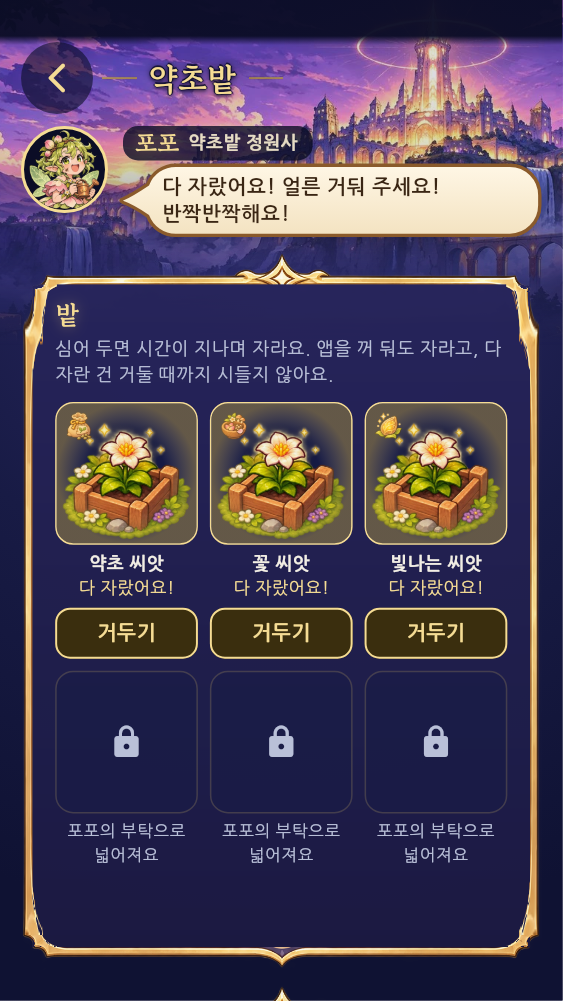 약초밭
포포 약초밭 정원사
다 자랐어요! 얼른 거둬 주세요!
반짝반짝해요!
밭
심어 두면 시간이 지나며 자라요. 앱을 꺼 둬도 자라고, 다
자란 건 거둘 때까지 시들지 않아요.
약초 씨앗 꽃 씨앗 빛나는 씨앗
다 자랐어요! 다 자랐어요! 다 자랐어요!
거두기 거두기 거두기
포포의 부탁으로 포포의 부탁으로 포포의 부탁으로
넓어져요 넓어져요 넓어져요